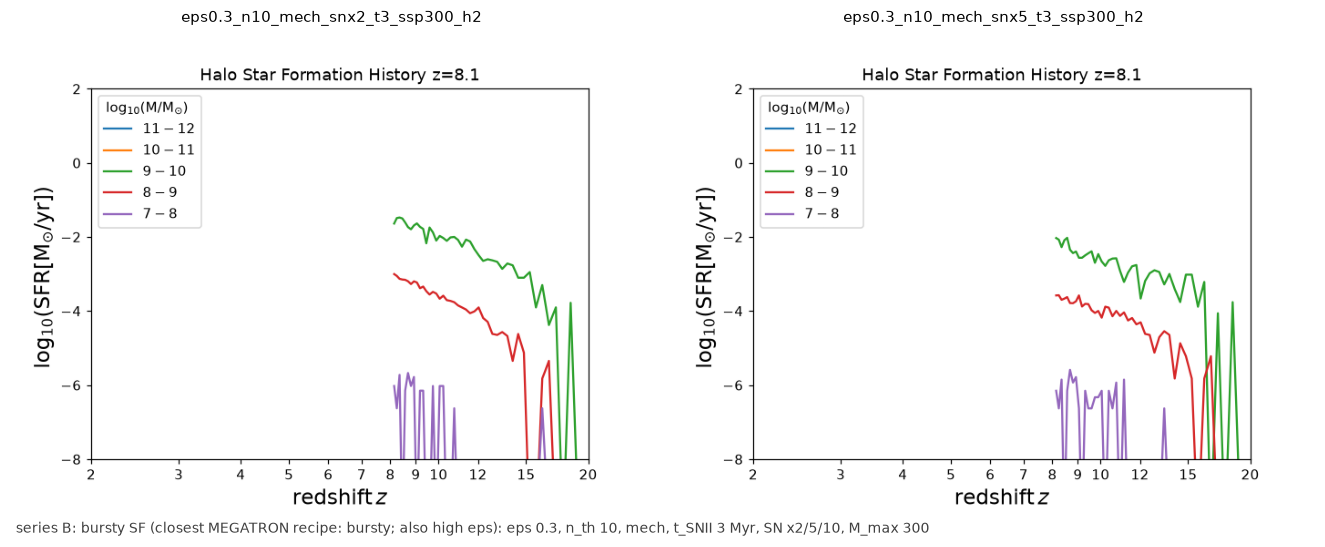 eps0.3_n10_mech_snx2_t3_ssp300_h2
Halo Star Formation History z=8.1
log₁₀(M/M⊙)
11 − 12
10 − 11
9 − 10
8 − 9
7 − 8
2
0
−2
−4
−6
−8
log₁₀(SFR[M⊙/yr])
2 3 4 5 6 7 8 9 10 12 15 20
redshift z
eps0.3_n10_mech_snx5_t3_ssp300_h2
Halo Star Formation History z=8.1
log₁₀(M/M⊙)
11 − 12
10 − 11
9 − 10
8 − 9
7 − 8
2
0
−2
−4
−6
−8
log₁₀(SFR[M⊙/yr])
2 3 4 5 6 7 8 9 10 12 15 20
redshift z
series B: bursty SF (closest MEGATRON recipe: bursty; also high eps): eps 0.3, n_th 10, mech, t_SNII 3 Myr, SN x2/5/10, M_max 300